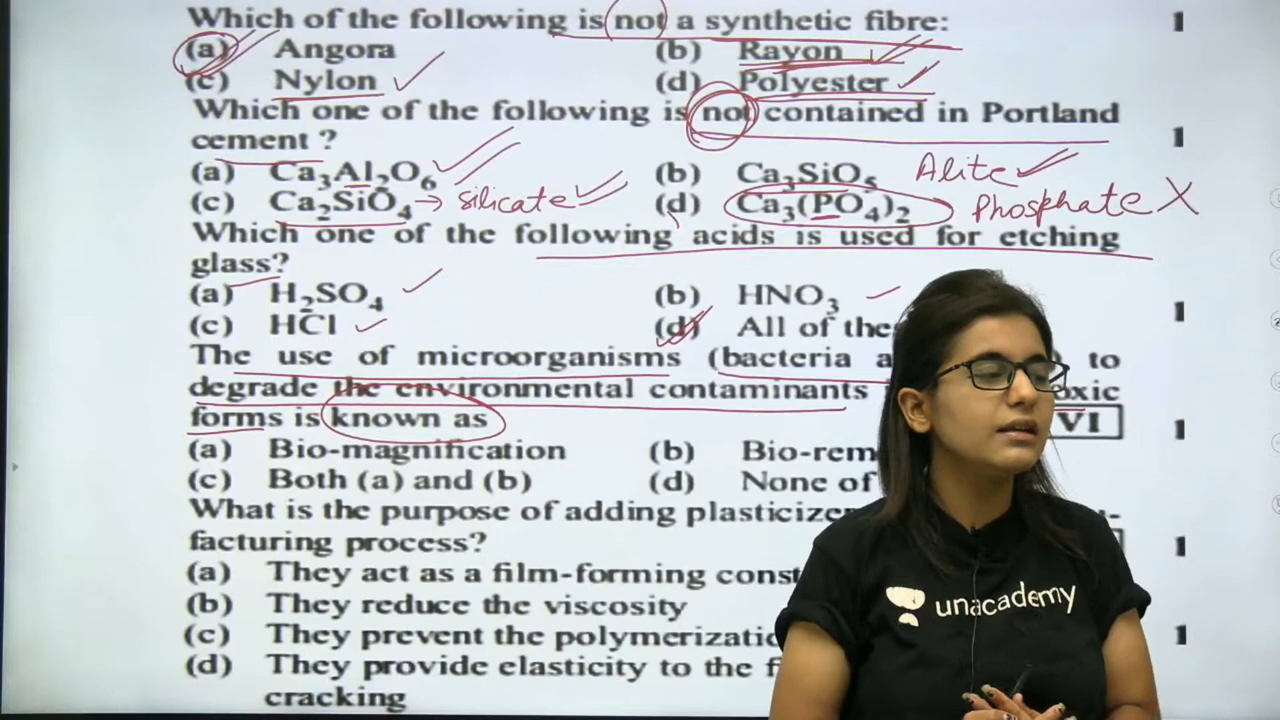 Which of the following is not a synthetic fibre: 1
(a) Angora (b) Rayon
(c) Nylon (d) Polyester
Which one of the following is not contained in Portland
cement ? 1
(a) Ca₃Al₂O₆ (b) Ca₃SiO₅ Alite
(c) Ca₂SiO₄ → silicate (d) Ca₃(PO₄)₂ Phosphate X
Which one of the following acids is used for etching
glass?
(a) H₂SO₄ (b) HNO₃ 1
(c) HCl (d) All of the
The use of microorganisms (bacteria a to
degrade the environmental contaminants oxic
forms is known as VI 1
(a) Bio-magnification (b) Bio-rem
(c) Both (a) and (b) (d) None of
What is the purpose of adding plasticize
facturing process? 1
(a) They act as a film-forming const
(b) They reduce the viscosity
(c) They prevent the polymerizatio 1
(d) They provide elasticity to the f
cracking
unacademy